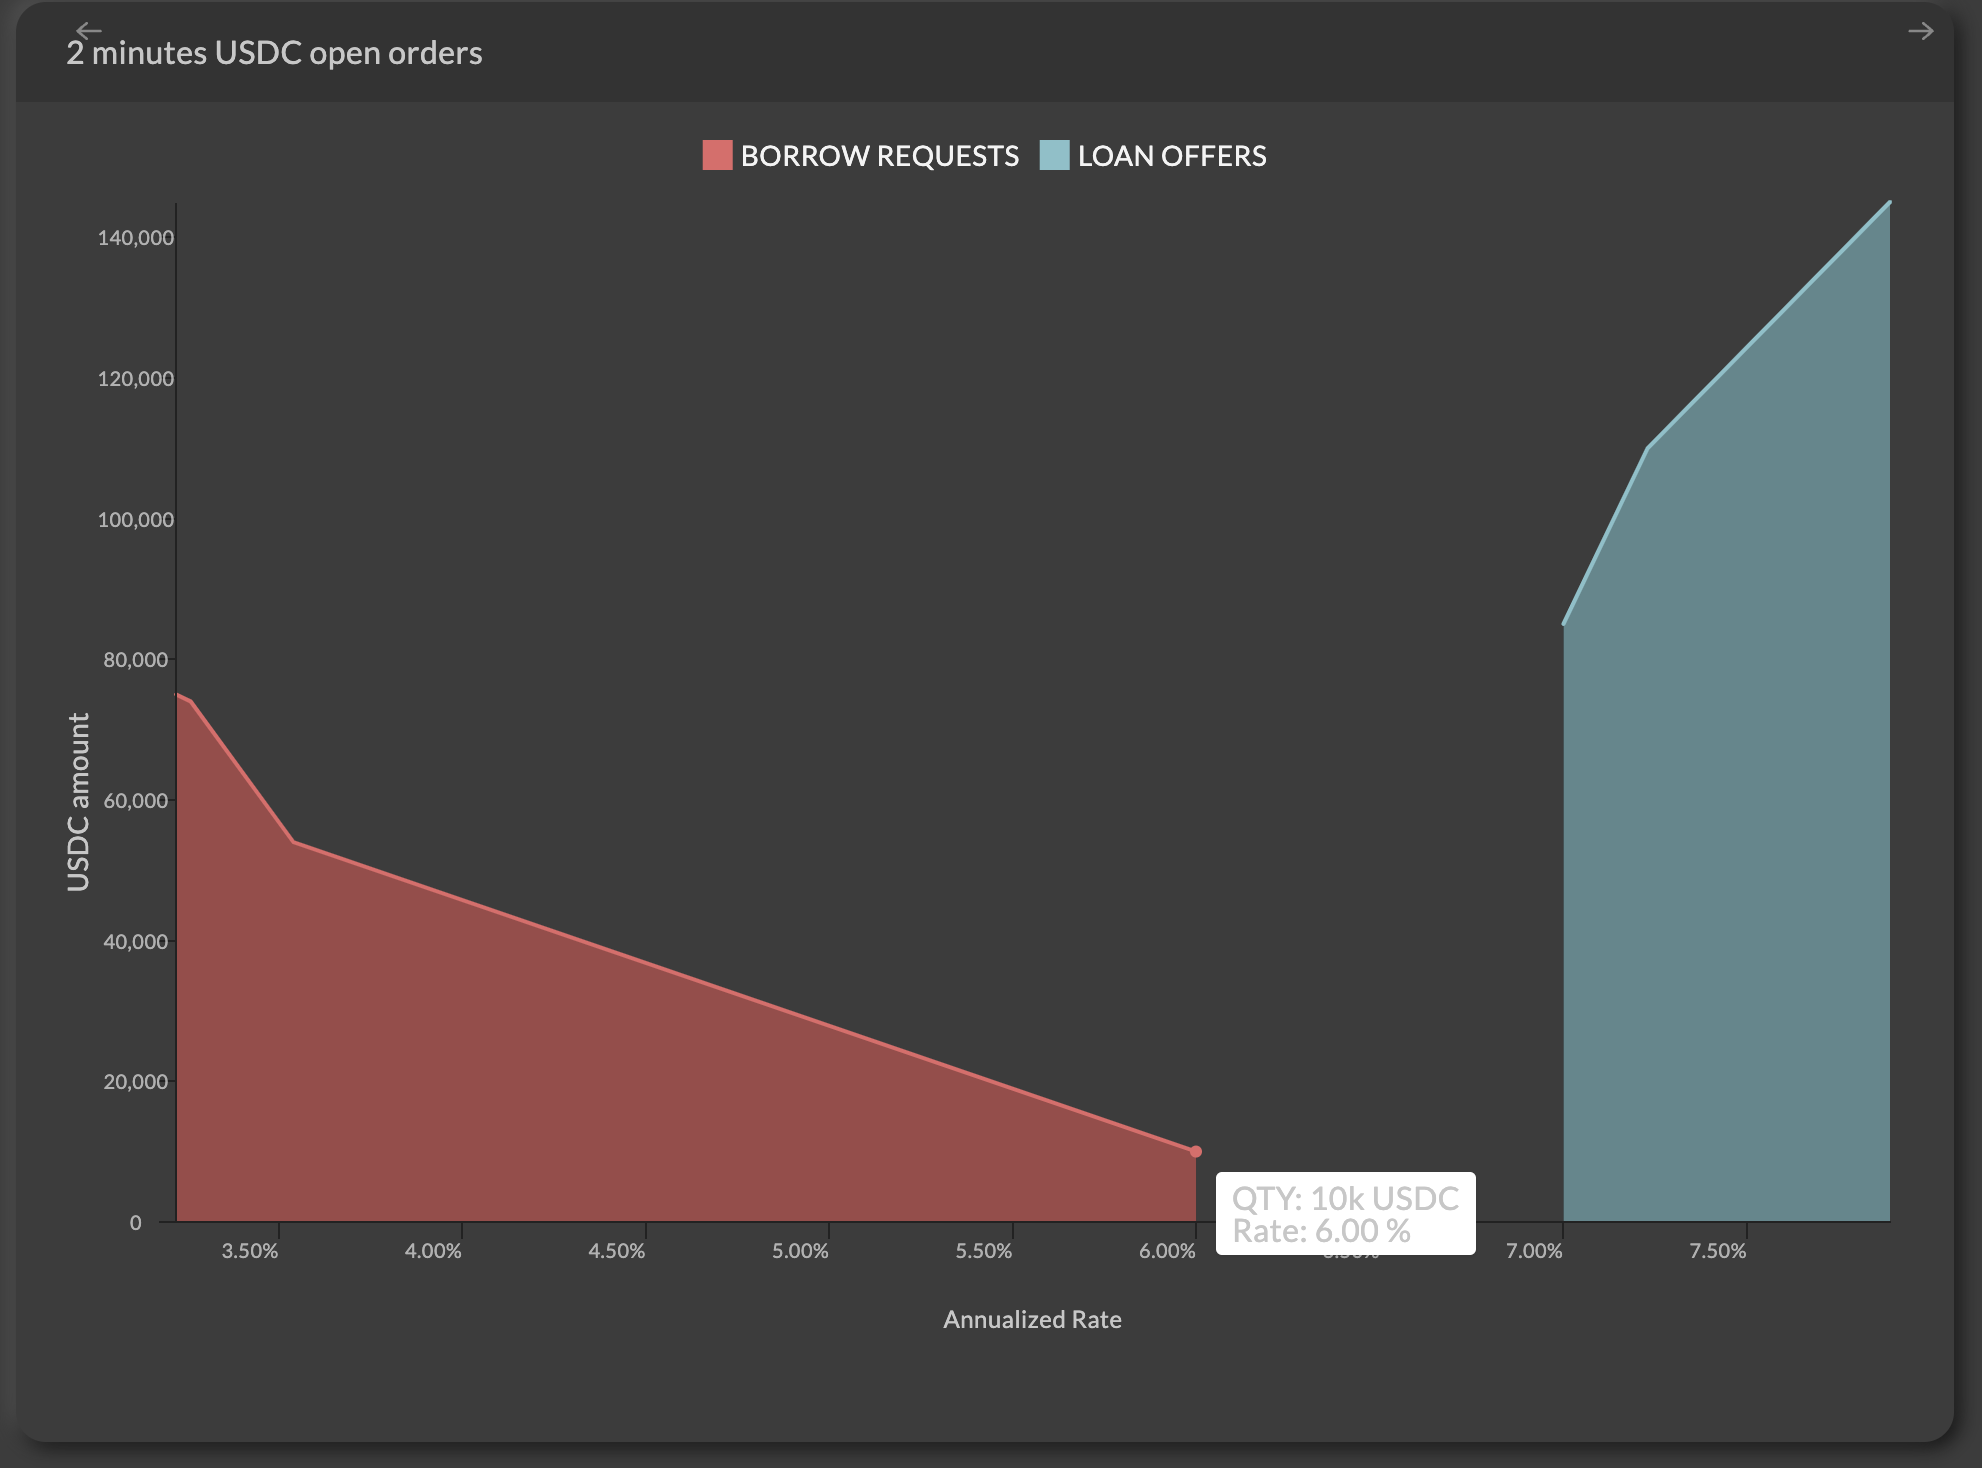 2 minutes USDC open orders
BORROW REQUESTS
LOAN OFFERS
140,000
120,000
100,000
80,000
60,000
40,000
20,000
0
USDC amount
QTY: 10k USDC
Rate: 6.00 %
3.50%
4.00%
4.50%
5.00%
5.50%
6.00%
7.00%
7.50%
Annualized Rate